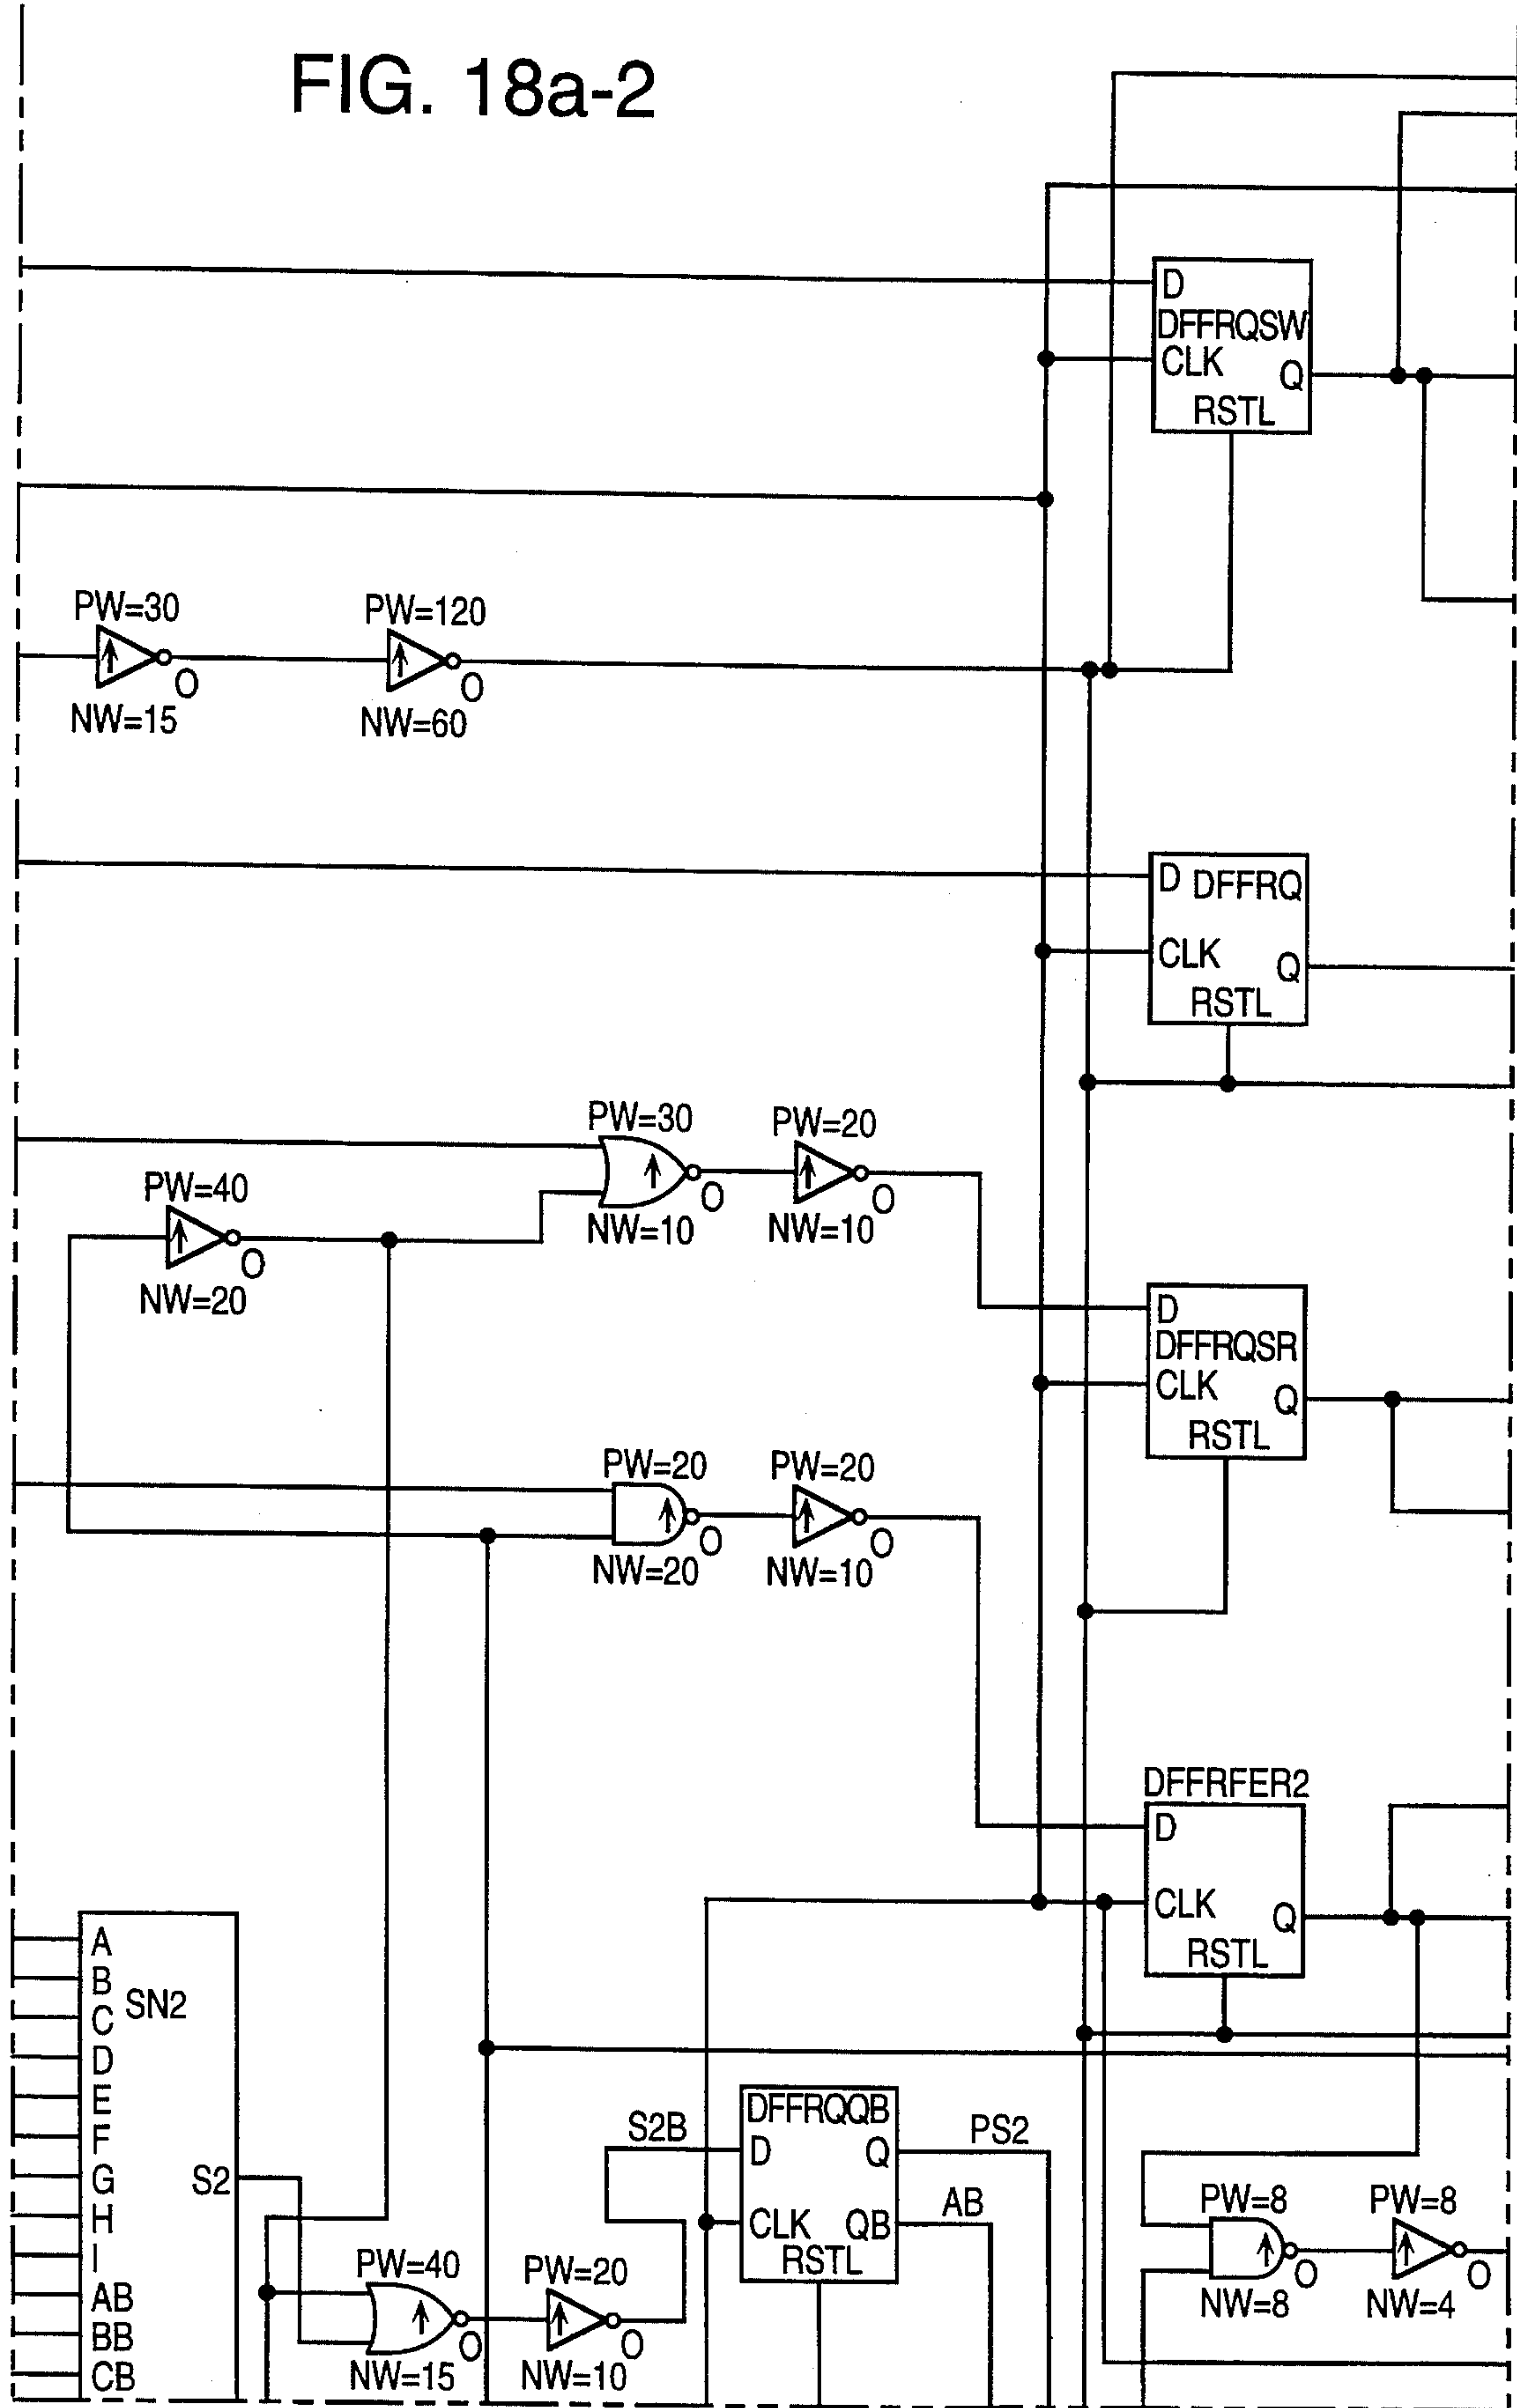 FIG. 18a-2
D
DFFRQSW
CLK
Q
RSTL
PW=30
O
NW=15
PW=120
O
NW=60
D DFFRQ
CLK
Q
RSTL
PW=30
O
NW=10
PW=20
O
NW=10
PW=40
O
NW=20
D
DFFRQSR
CLK
Q
RSTL
PW=20
O
NW=20
PW=20
O
NW=10
DFFRFER2
D
CLK
Q
RSTL
A
B
SN2
C
D
E
F
G
S2
H
I
AB
BB
CB
PW=40
O
NW=15
PW=20
O
NW=10
S2B
DFFRQQB
D
Q
PS2
CLK
QB
AB
RSTL
PW=8
O
NW=8
PW=8
O
NW=4